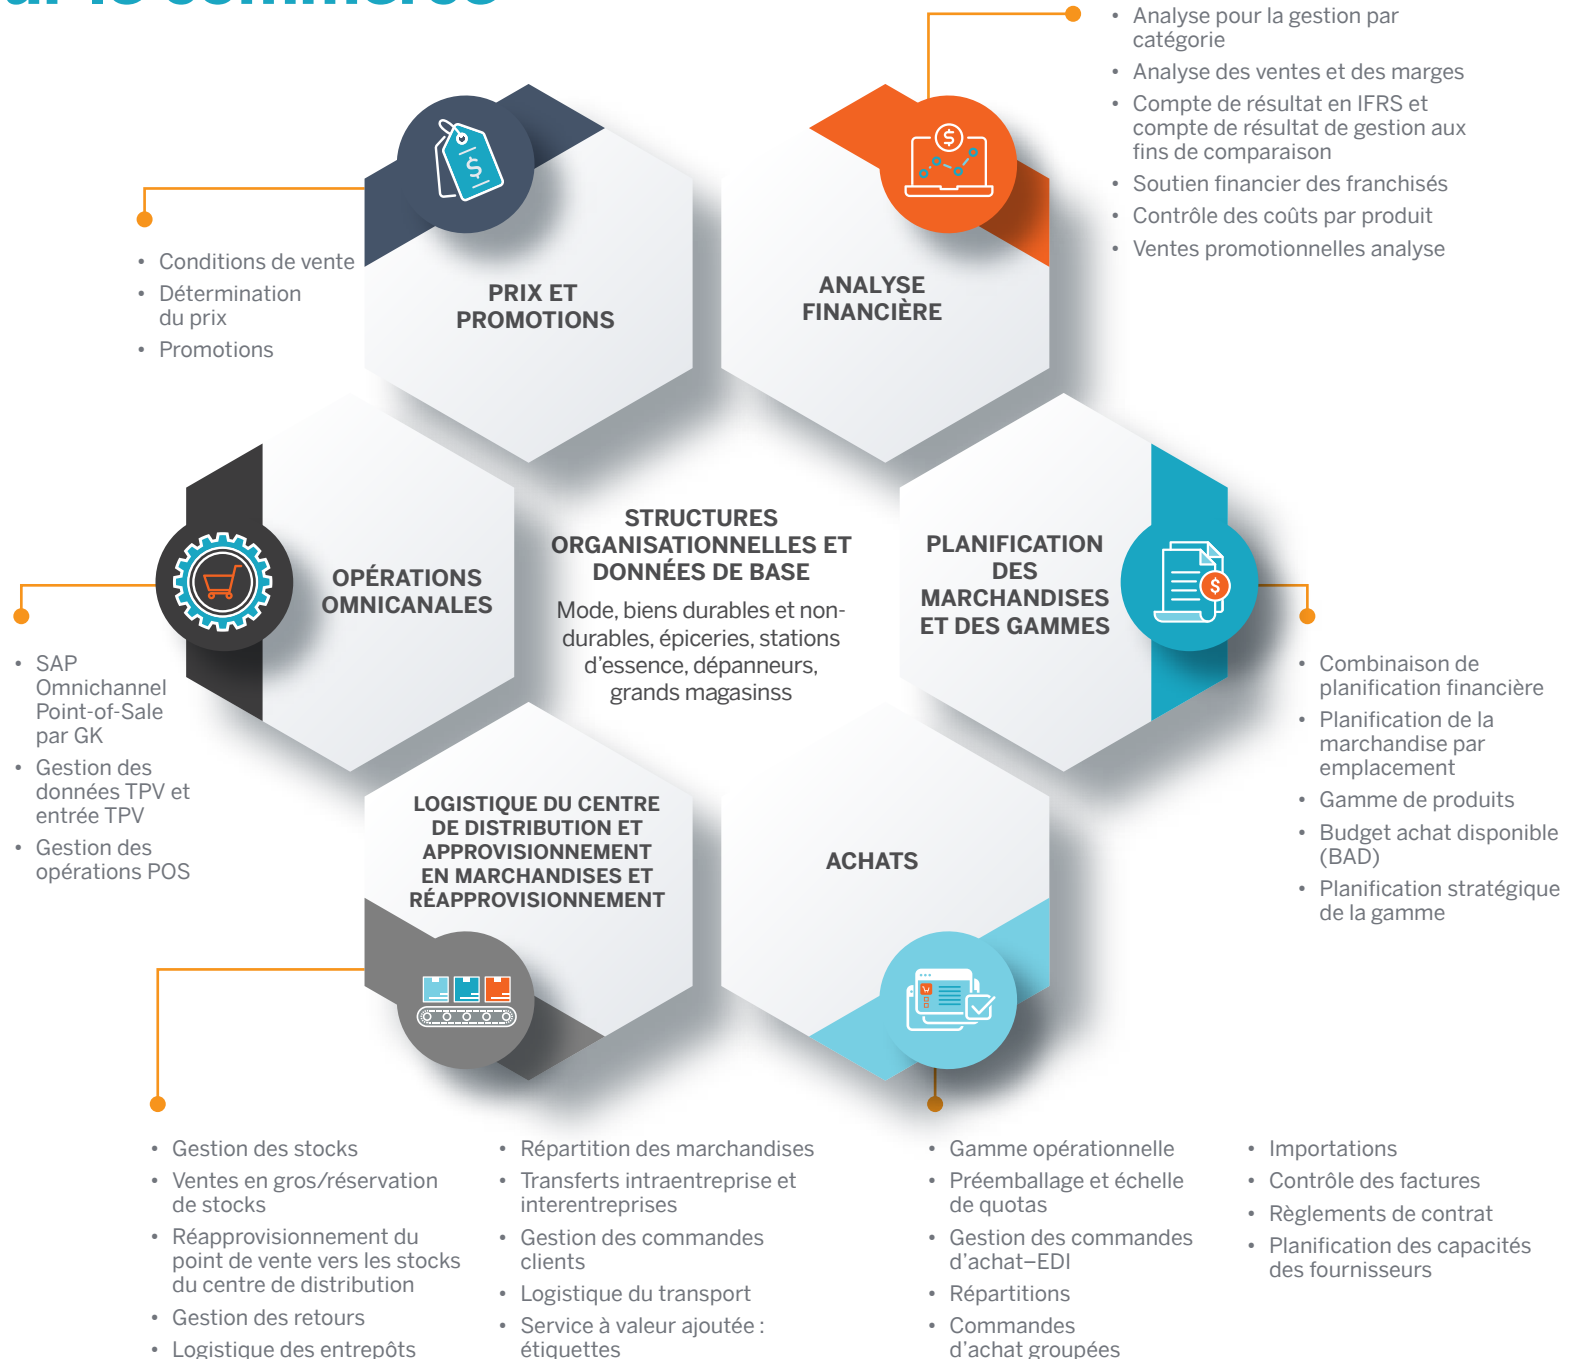 • Analyse pour la gestion par
catégorie
• Analyse des ventes et des marges
• Compte de résultat en IFRS et
compte de résultat de gestion aux
fins de comparaison
• Soutien financier des franchisés
• Contrôle des coûts par produit
• Ventes promotionnelles analyse
• Conditions de vente
• Détermination
du prix
• Promotions
PRIX ET
PROMOTIONS
ANALYSE
FINANCIÈRE
OPÉRATIONS
OMNICANALES
STRUCTURES
ORGANISATIONNELLES ET
DONNÉES DE BASE
Mode, biens durables et non-
durables, épiceries, stations
d'essence, dépanneurs,
grands magasinss
PLANIFICATION
DES
MARCHANDISES
ET DES GAMMES
• SAP
Omnichannel
Point-of-Sale
par GK
• Gestion des
données TPV et
entrée TPV
• Gestion des
opérations POS
• Combinaison de
planification financière
• Planification de la
marchandise par
emplacement
• Gamme de produits
• Budget achat disponible
(BAD)
• Planification stratégique
de la gamme
LOGISTIQUE DU CENTRE
DE DISTRIBUTION ET
APPROVISIONNEMENT
EN MARCHANDISES ET
RÉAPPROVISIONNEMENT
ACHATS
• Gestion des stocks
• Ventes en gros/réservation
de stocks
• Réapprovisionnement du
point de vente vers les stocks
du centre de distribution
• Gestion des retours
• Logistique des entrepôts
• Répartition des marchandises
• Transferts intraentreprise et
interentreprises
• Gestion des commandes
clients
• Logistique du transport
• Service à valeur ajoutée :
étiquettes
• Gamme opérationnelle
• Préemballage et échelle
de quotas
• Gestion des commandes
d'achat–EDI
• Répartitions
• Commandes
d'achat groupées
• Importations
• Contrôle des factures
• Règlements de contrat
• Planification des capacités
des fournisseurs